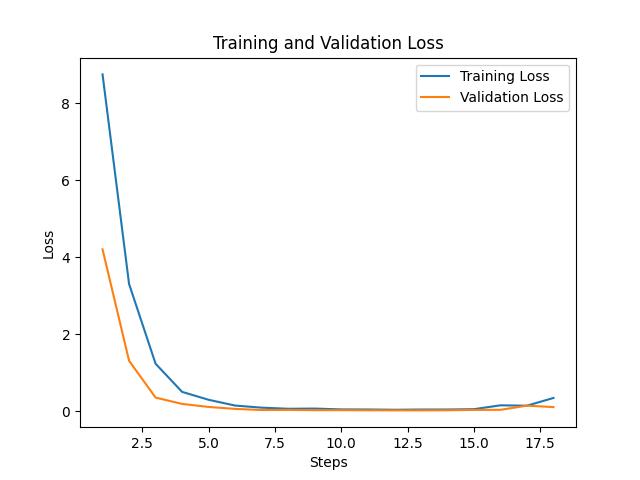 Training and Validation Loss
Training Loss
Validation Loss
8
6
4
2
0
Loss
2.5 5.0 7.5 10.0 12.5 15.0 17.5
Steps